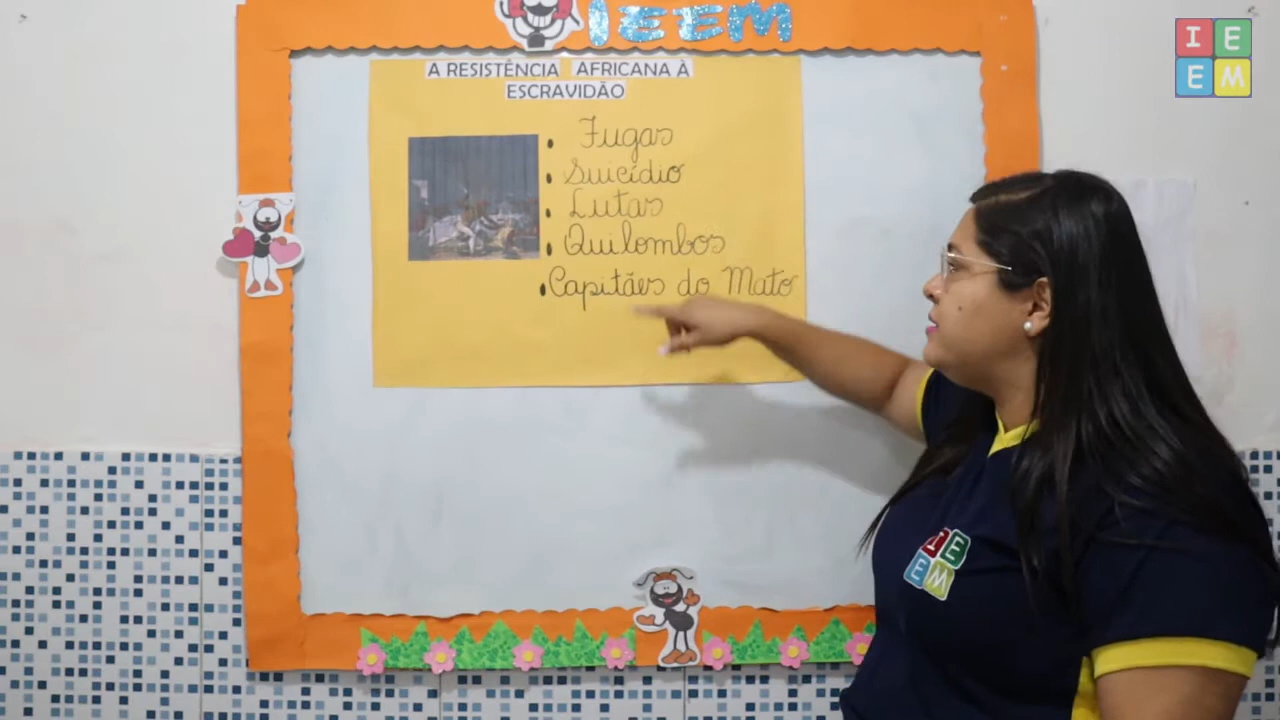 IEEM
I E
E M
A RESISTÊNCIA AFRICANA À
ESCRAVIDÃO
• Fugas
• Suicídio
• Lutas
• Quilombos
• Capitães do Mato
I E
E M